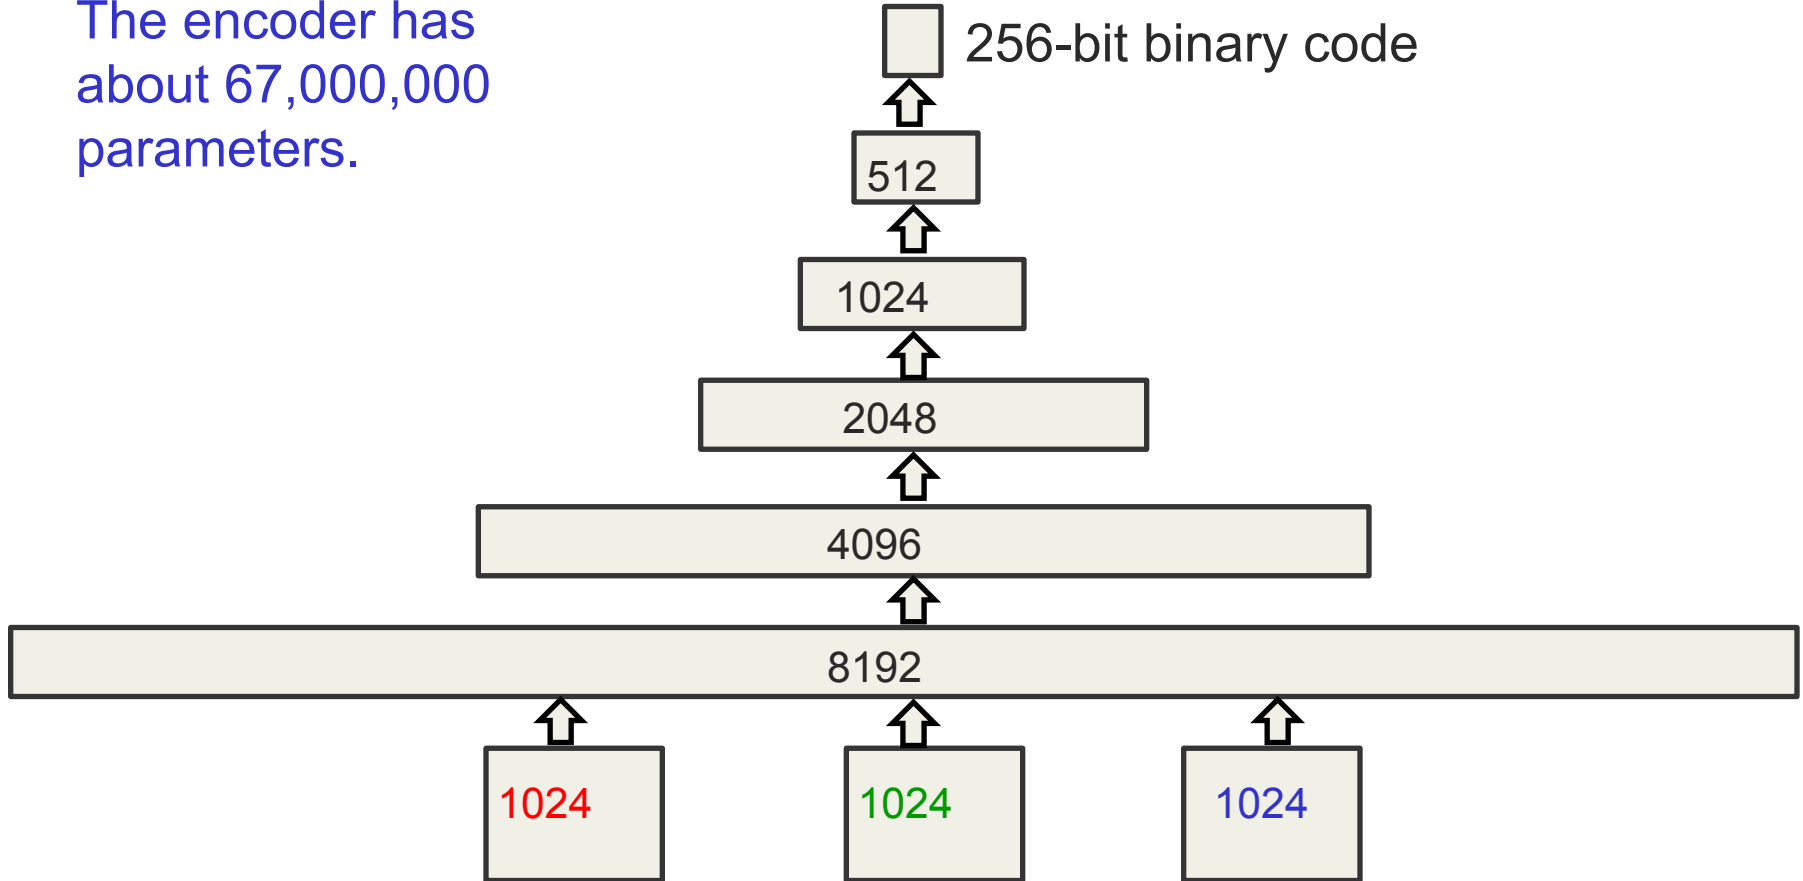 The encoder has
about 67,000,000
parameters.
256-bit binary code
512
1024
2048
4096
8192
1024
1024
1024